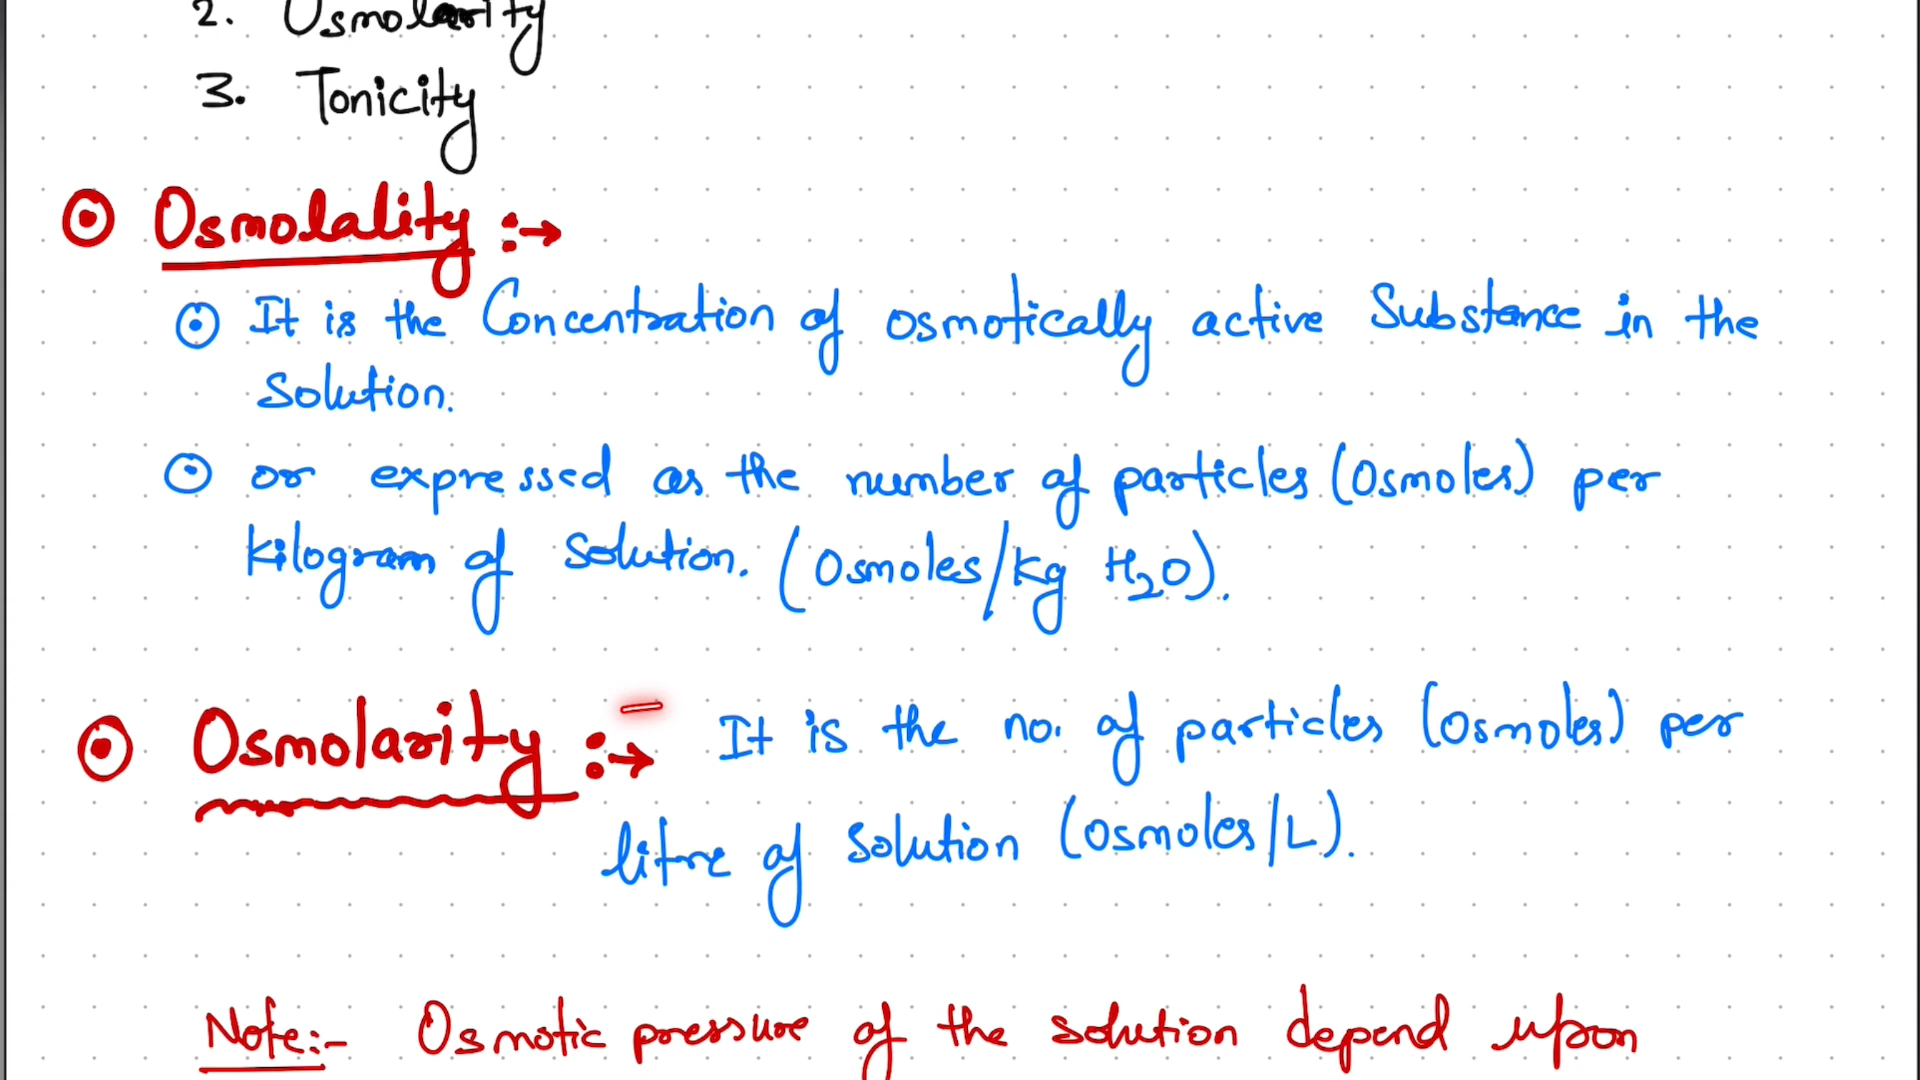 2. Osmolarity
3. Tonicity
Osmolality :→
It is the Concentration of osmotically active Substance in the
Solution.
or expressed as the number of particles (Osmoles) per
kilogram of solution. (Osmoles/kg H₂O).
Osmolarity :→ It is the no. of particles (Osmoles) per
litre of Solution (Osmoles/L).
Note:- Osmotic pressure of the solution depend upon